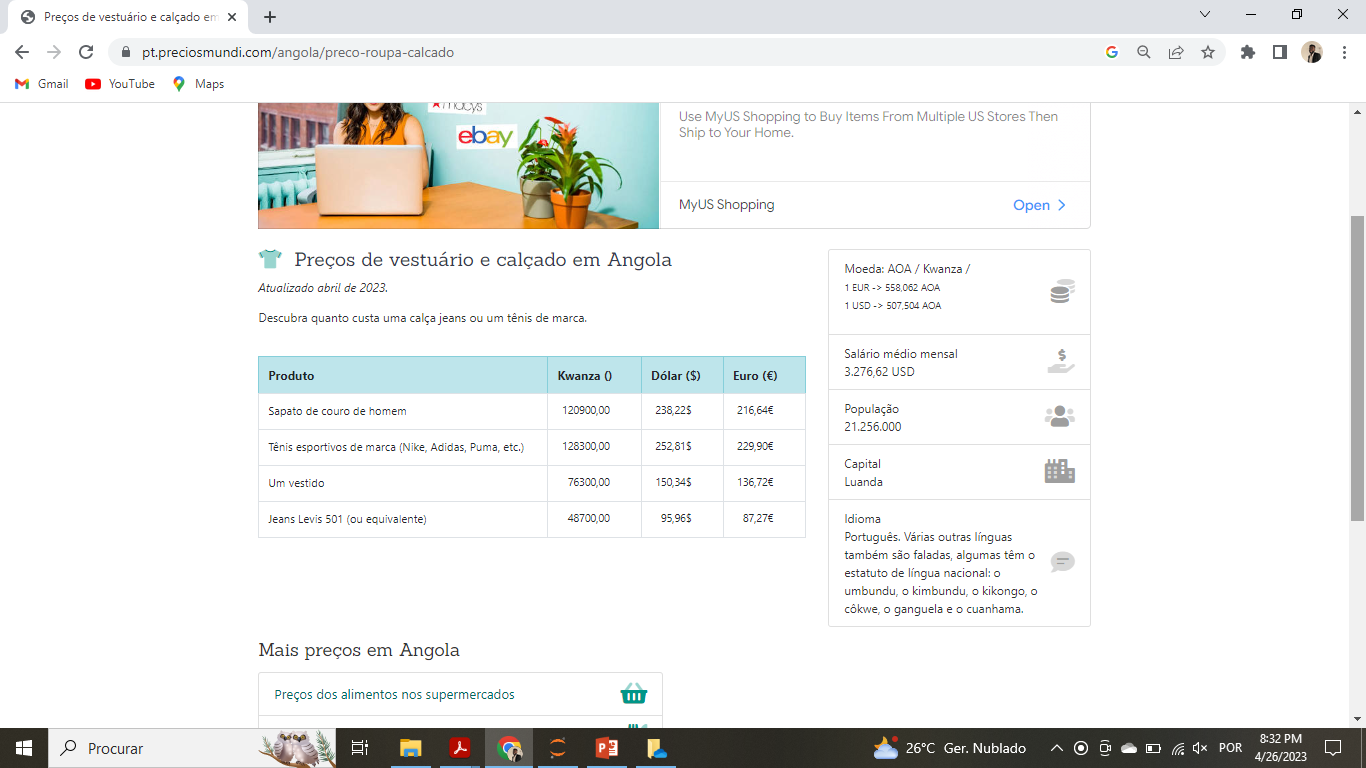 Preços de vestuário e calçado em
pt.preciosmundi.com/angola/preco-roupa-calcado
Gmail YouTube Maps
macys
ebay
Use MyUS Shopping to Buy Items From Multiple US Stores Then
Ship to Your Home.
MyUS Shopping Open
Preços de vestuário e calçado em Angola
Atualizado abril de 2023.
Descubra quanto custa uma calça jeans ou um tênis de marca.
Produto Kwanza () Dólar ($) Euro (€)
Sapato de couro de homem 120900,00 238,22$ 216,64€
Tênis esportivos de marca (Nike, Adidas, Puma, etc.) 128300,00 252,81$ 229,90€
Um vestido 76300,00 150,34$ 136,72€
Jeans Levis 501 (ou equivalente) 48700,00 95,96$ 87,27€
Moeda: AOA / Kwanza /
1 EUR -> 558,062 AOA
1 USD -> 507,504 AOA
Salário médio mensal
3.276,62 USD
População
21.256.000
Capital
Luanda
Idioma
Português. Várias outras línguas
também são faladas, algumas têm o
estatuto de língua nacional: o
umbundu, o kimbundu, o kikongo, o
côkwe, o ganguela e o cuanhama.
Mais preços em Angola
Preços dos alimentos nos supermercados
Procurar
26°C Ger. Nublado
POR
8:32 PM
4/26/2023